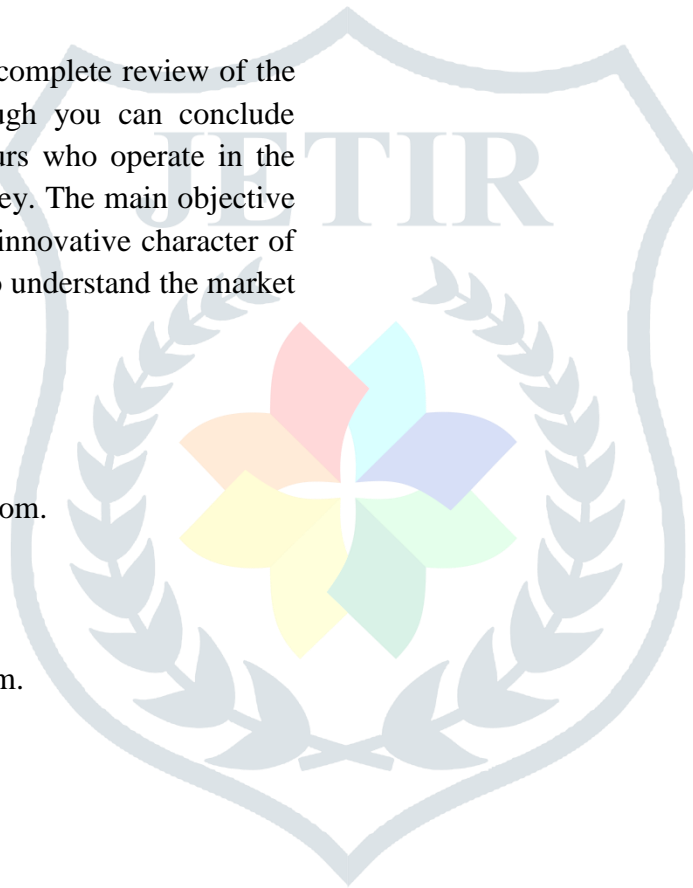 complete review of the
ugh you can conclude
urs who operate in the
ey. The main objective
innovative character of
o understand the market
om.
m.
JETIR